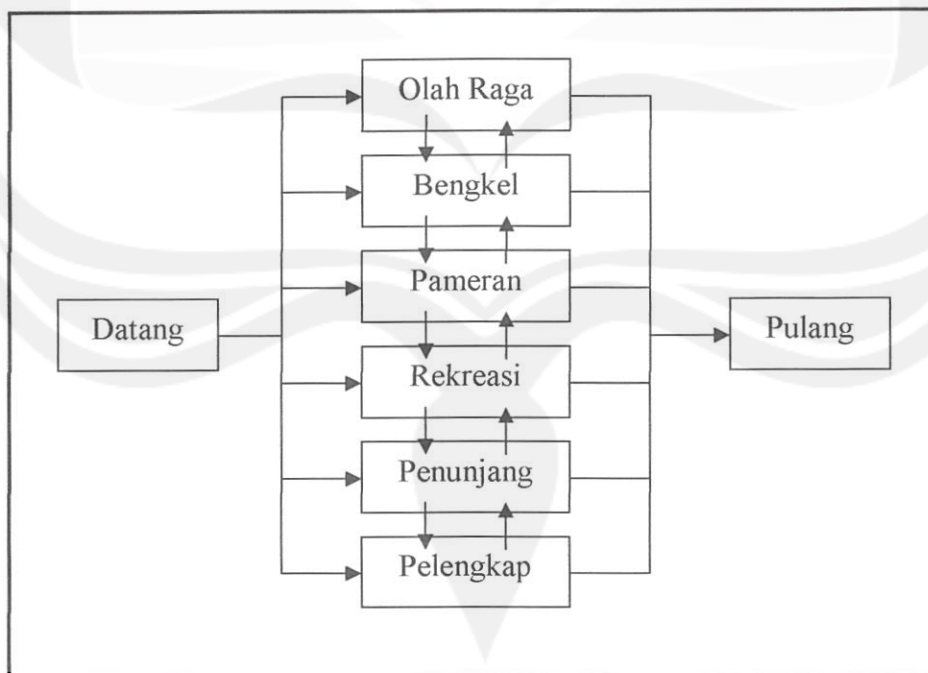 Olah Raga
Bengkel
Pameran
Datang
Pulang
Rekreasi
Penunjang
Pelengkap